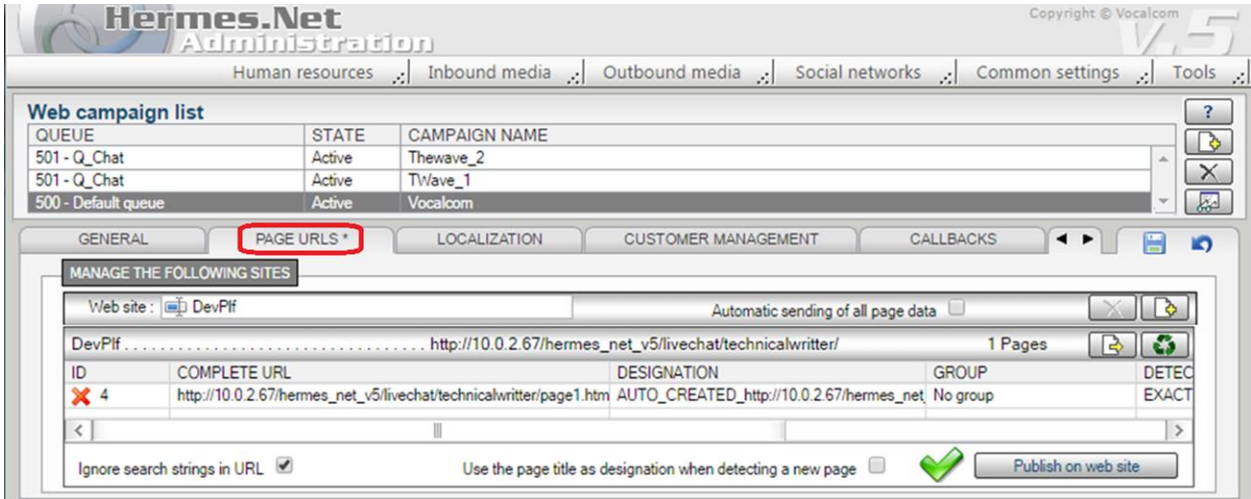 Hermes.Net
Administration
Copyright © Vocalcom
V.5
Human resources Inbound media Outbound media Social networks Common settings Tools
Web campaign list
?
QUEUE STATE CAMPAIGN NAME
501 - Q_Chat Active Thewave_2
501 - Q_Chat Active TWave_1
500 - Default queue Active Vocalcom
GENERAL PAGE URLS * LOCALIZATION CUSTOMER MANAGEMENT CALLBACKS
MANAGE THE FOLLOWING SITES
Web site : DevPlf Automatic sending of all page data
DevPlf . . . . . . . . . . . . . . . . . . . . . . . . . . . . . . . . . http://10.0.2.67/hermes_net_v5/livechat/technicalwritter/ 1 Pages
ID COMPLETE URL DESIGNATION GROUP DETEC
4 http://10.0.2.67/hermes_net_v5/livechat/technicalwritter/page1.htm AUTO_CREATED_http://10.0.2.67/hermes_net_ No group EXACT
Ignore search strings in URL Use the page title as designation when detecting a new page Publish on web site